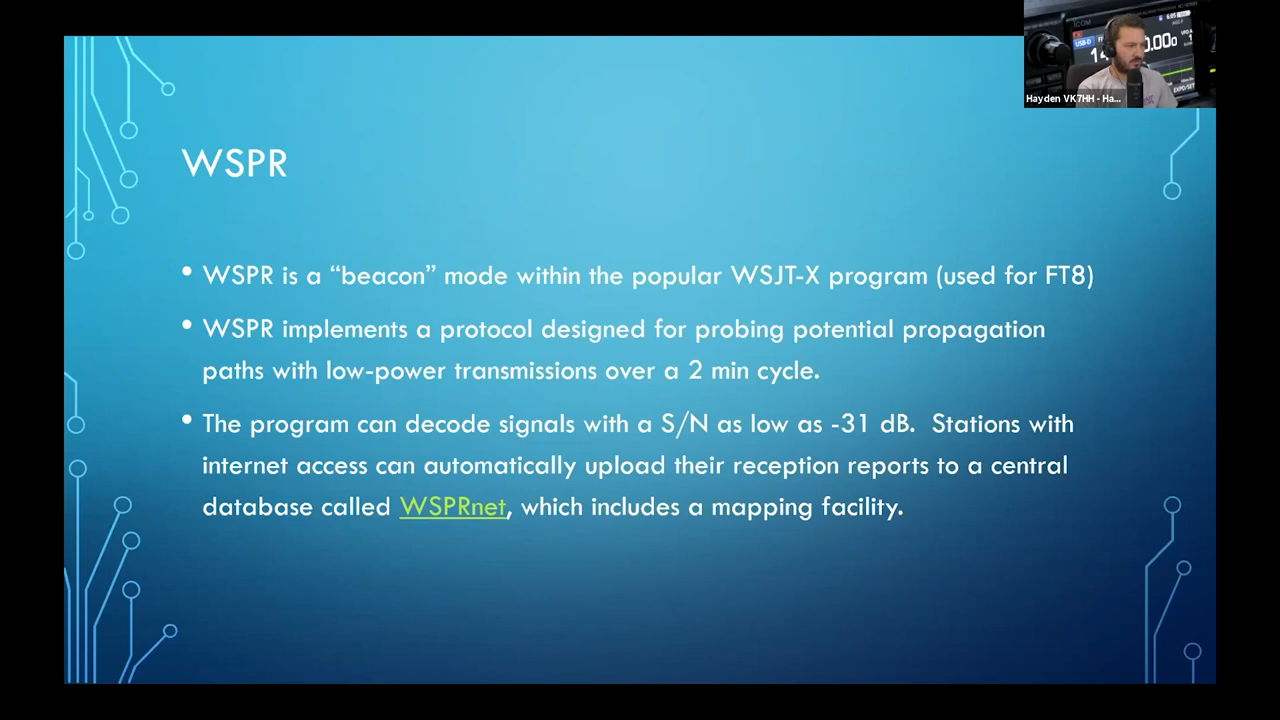 WSPR
• WSPR is a “beacon” mode within the popular WSJT-X program (used for FT8)
• WSPR implements a protocol designed for probing potential propagation
paths with low-power transmissions over a 2 min cycle.
• The program can decode signals with a S/N as low as -31 dB.  Stations with
internet access can automatically upload their reception reports to a central
database called WSPRnet, which includes a mapping facility.
ICOM
USB-D
Hayden VK7HH - Ha...